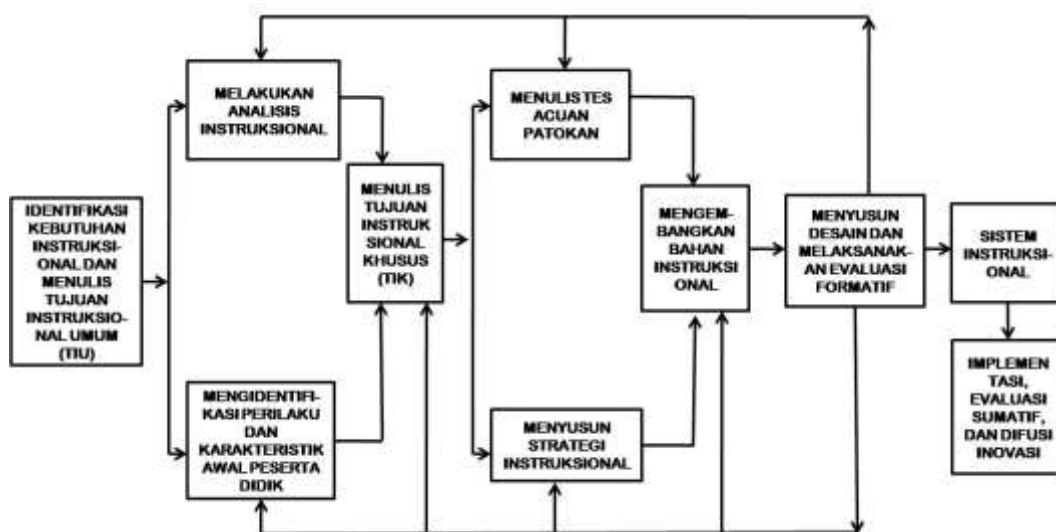 IDENTIFIKASI
KEBUTUHAN
INSTRUKSI-
ONAL DAN
MENULIS
TUJUAN
INSTRUKSIO-
NAL UMUM
(TIU)
MELAKUKAN
ANALISIS
INSTRUKSIONAL
MENGIDENTIFI-
KASI PERILAKU
DAN
KARAKTERISTIK
AWAL PESERTA
DIDIK
MENULIS
TUJUAN
INSTRUK
SIONAL
KHUSUS
(TIK)
MENULIS TES
ACUAN
PATOKAN
MENYUSUN
STRATEGI
INSTRUKSIONAL
MENGEM-
BANGKAN
BAHAN
INSTRUKSI
ONAL
MENYUSUN
DESAIN DAN
MELAKSANAK-
AN EVALUASI
FORMATIF
SISTEM
INSTRUKSI-
ONAL
IMPLEMEN
TASI,
EVALUASI
SUMATIF,
DAN DIFUSI
INOVASI